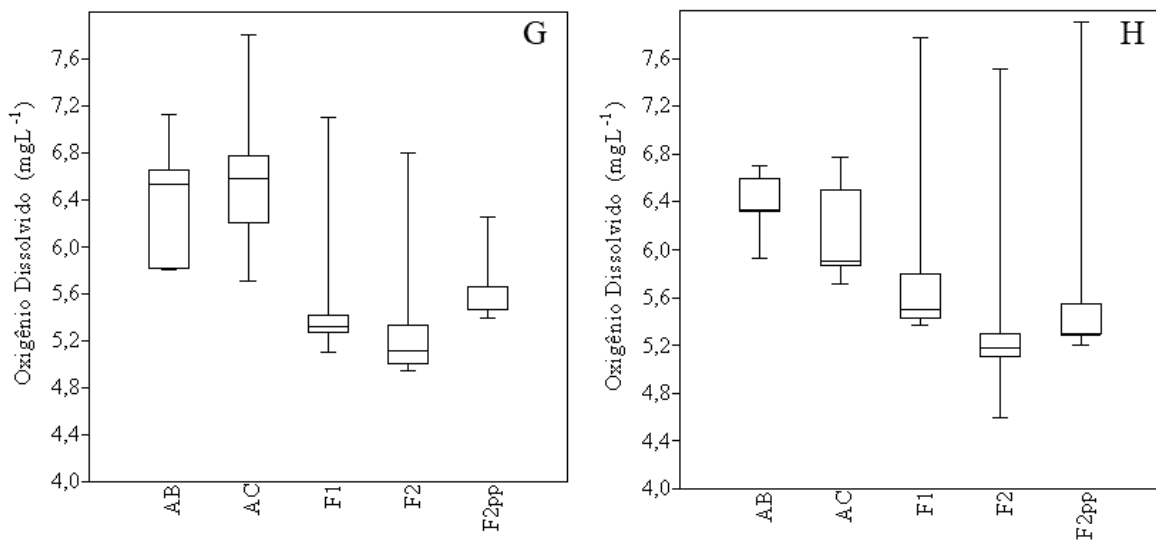 G
Oxigênio Dissolvido (mgL⁻¹)
7,6
7,2
6,8
6,4
6,0
5,6
5,2
4,8
4,4
4,0
AB
AC
F1
F2
F2pp
H
Oxigênio Dissolvido (mgL⁻¹)
7,6
7,2
6,8
6,4
6,0
5,6
5,2
4,8
4,4
4,0
AB
AC
F1
F2
F2pp